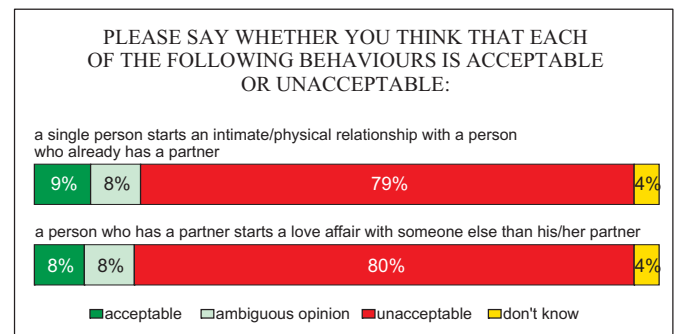 PLEASE SAY WHETHER YOU THINK THAT EACH
OF THE FOLLOWING BEHAVIOURS IS ACCEPTABLE
OR UNACCEPTABLE:
a single person starts an intimate/physical relationship with a person
who already has a partner
9% 8% 79% 4%
a person who has a partner starts a love affair with someone else than his/her partner
8% 8% 80% 4%
acceptable ambiguous opinion unacceptable don't know